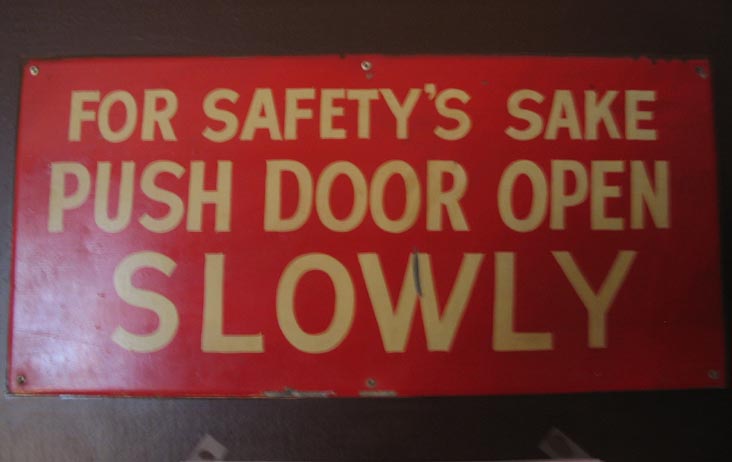 FOR SAFETY'S SAKE
PUSH DOOR OPEN
SLOWLY